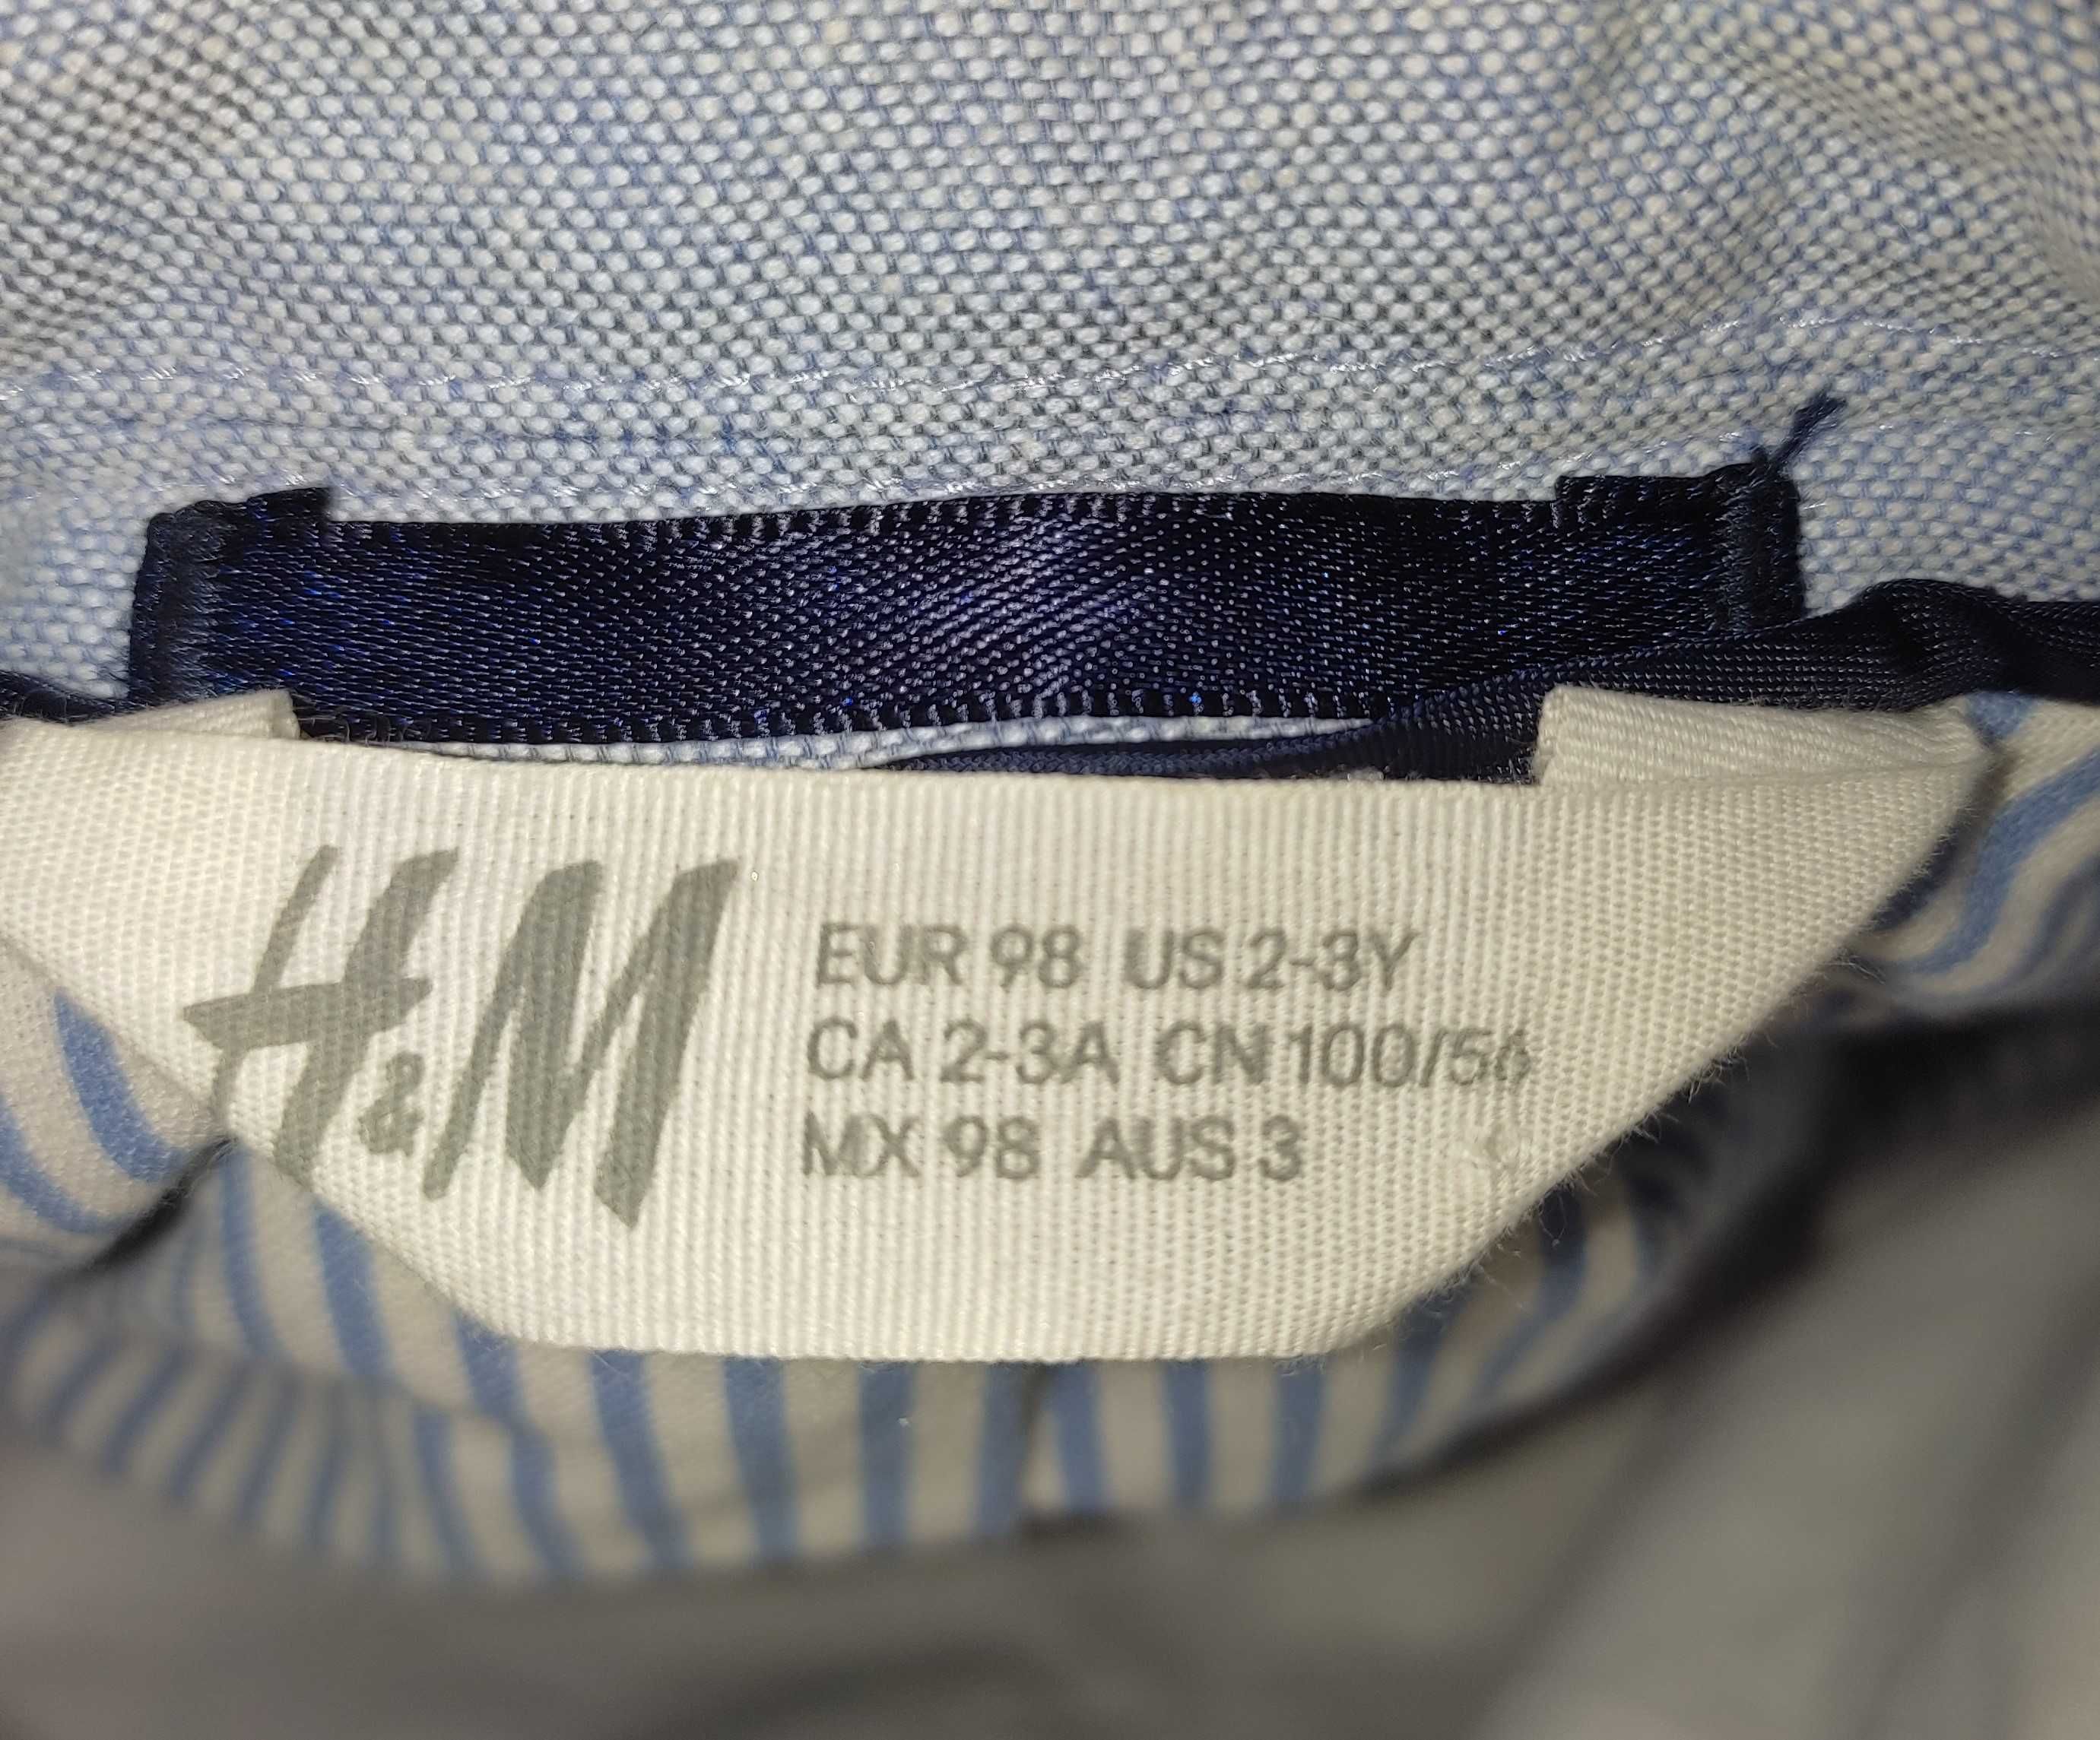 H&M
EUR 98 US 2-3Y
CA 2-3A CN 100/56
MX 98 AUS 3